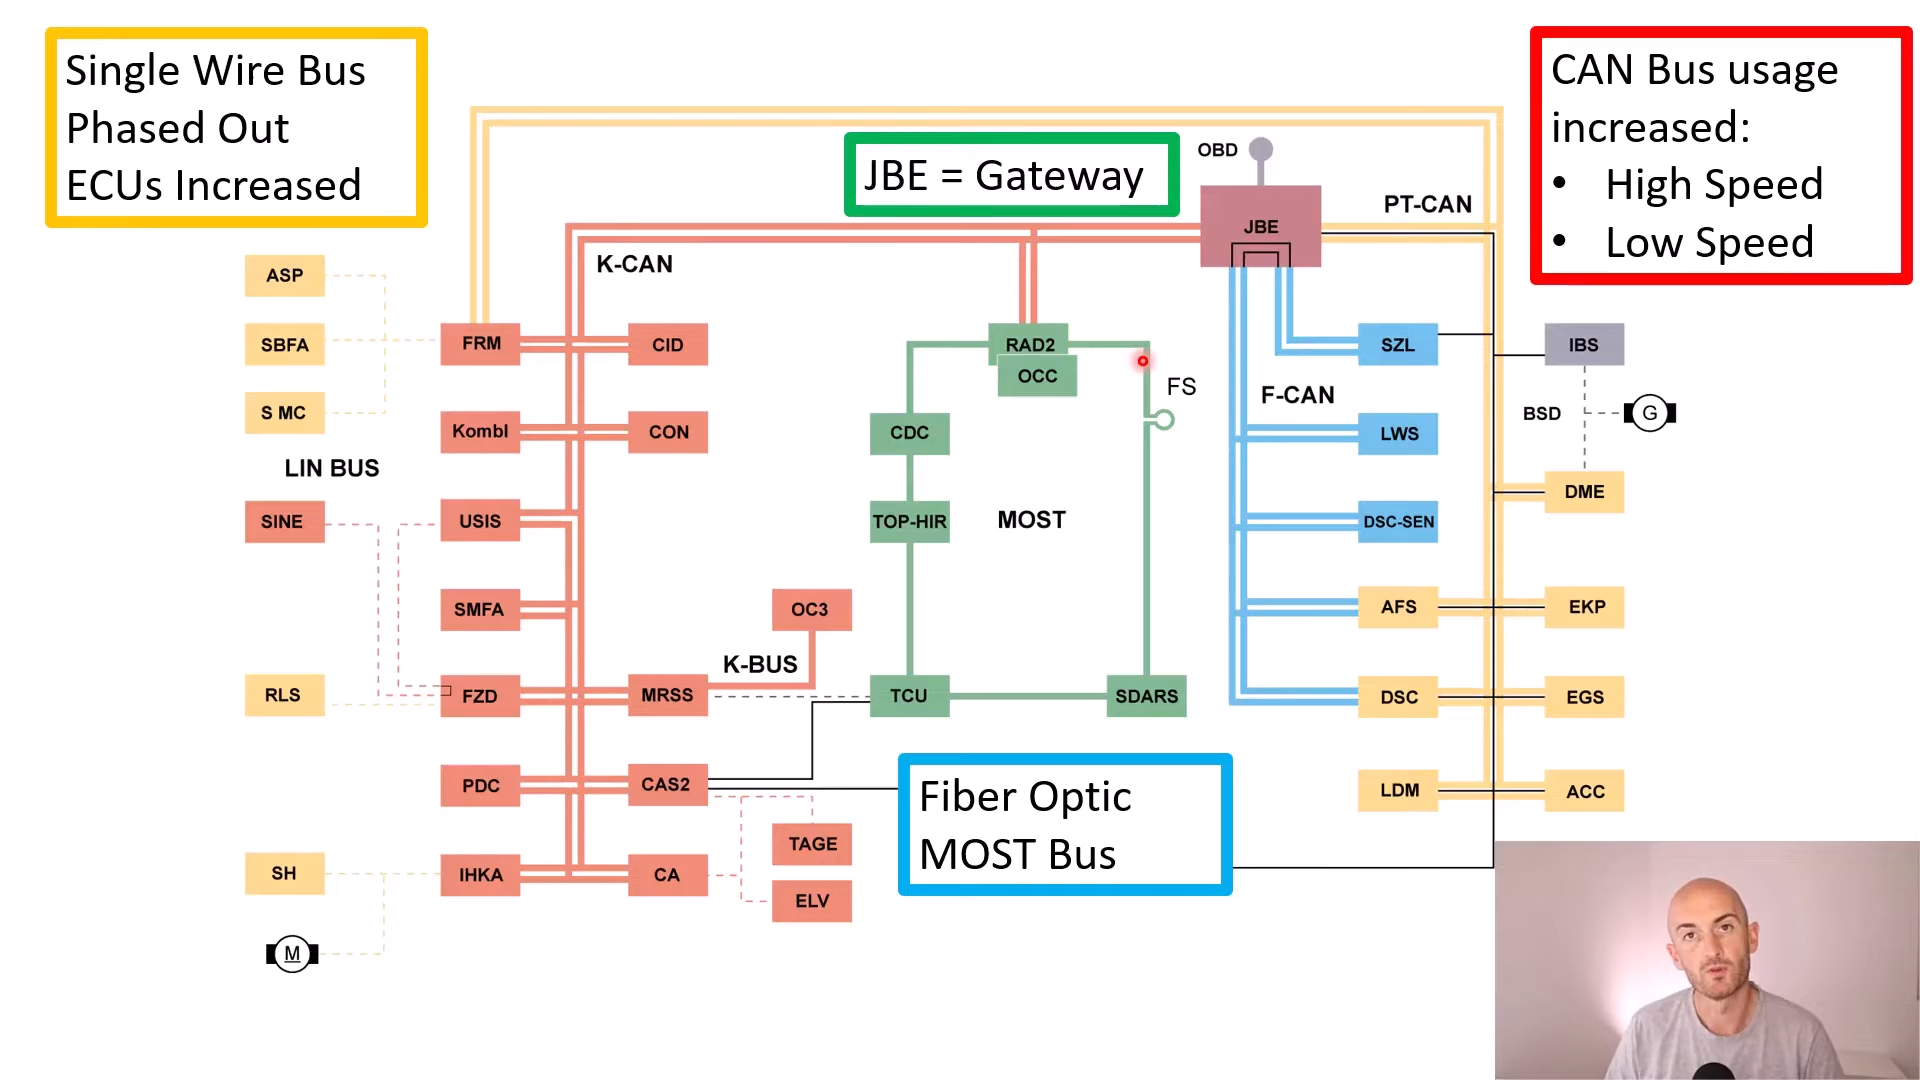 Single Wire Bus
Phased Out
ECUs Increased
JBE = Gateway
CAN Bus usage
increased:
• High Speed
• Low Speed
OBD
JBE
PT-CAN
K-CAN
ASP
SBFA
S MC
LIN BUS
SINE
RLS
SH
M
FRM
KombI
USIS
SMFA
FZD
PDC
IHKA
CID
CON
MRSS
CAS2
CA
K-BUS
OC3
TAGE
ELV
RAD2
OCC
CDC
TOP-HIR
MOST
FS
TCU
SDARS
Fiber Optic
MOST Bus
F-CAN
SZL
LWS
DSC-SEN
AFS
DSC
LDM
IBS
BSD
G
DME
EKP
EGS
ACC